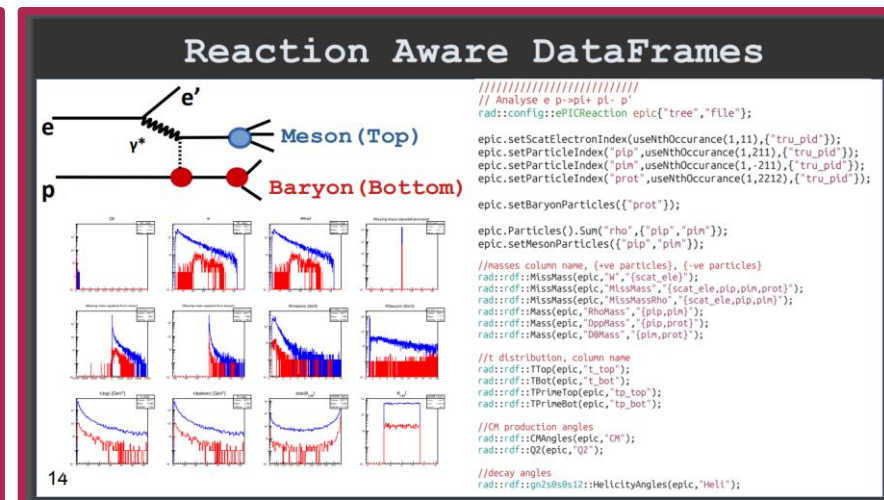 Reaction Aware DataFrames
e'
e
γ*
Meson(Top)
p
Baryon(Bottom)
Q2
W
t-top [GeV²]
t-bottom [GeV²]
14
////////////////////////////
// Analyse e p->pi+ pi- p'
rad::config::ePICReaction epic{"tree","file"};
epic.setScatElectronIndex(useNthOccurance(1,11),{"tru_pid"});
epic.setParticleIndex("pip",useNthOccurance(1,211),{"tru_pid"});
epic.setParticleIndex("pim",useNthOccurance(1,-211),{"tru_pid"});
epic.setParticleIndex("prot",useNthOccurance(1,2212),{"tru_pid"});
epic.setBaryonParticles({"prot"});
epic.Particles().Sum("rho",{"pip","pim"});
epic.setMesonParticles({"pip","pim"});
//masses column name, {+ve particles}, {-ve particles}
rad::rdf::MissMass(epic,"W","{scat_ele}");
rad::rdf::MissMass(epic,"MissMass","{scat_ele,pip,pim,prot}");
rad::rdf::MissMass(epic,"MissMassRho","{scat_ele,pip,pim}");
rad::rdf::Mass(epic,"RhoMass","{pip,pim}");
rad::rdf::Mass(epic,"DppMass","{pip,prot}");
rad::rdf::Mass(epic,"D0Mass","{pim,prot}");
//t distribution, column name
rad::rdf::TTop(epic,"t_top");
rad::rdf::TBot(epic,"t_bot");
rad::rdf::TPrimeTop(epic,"tp_top");
rad::rdf::TPrimeBot(epic,"tp_bot");
//CM production angles
rad::rdf::CMAngles(epic,"CM");
rad::rdf::Q2(epic,"Q2");
//decay angles
rad::rdf::gn2s0s0s12::HelicityAngles(epic,"Heli");